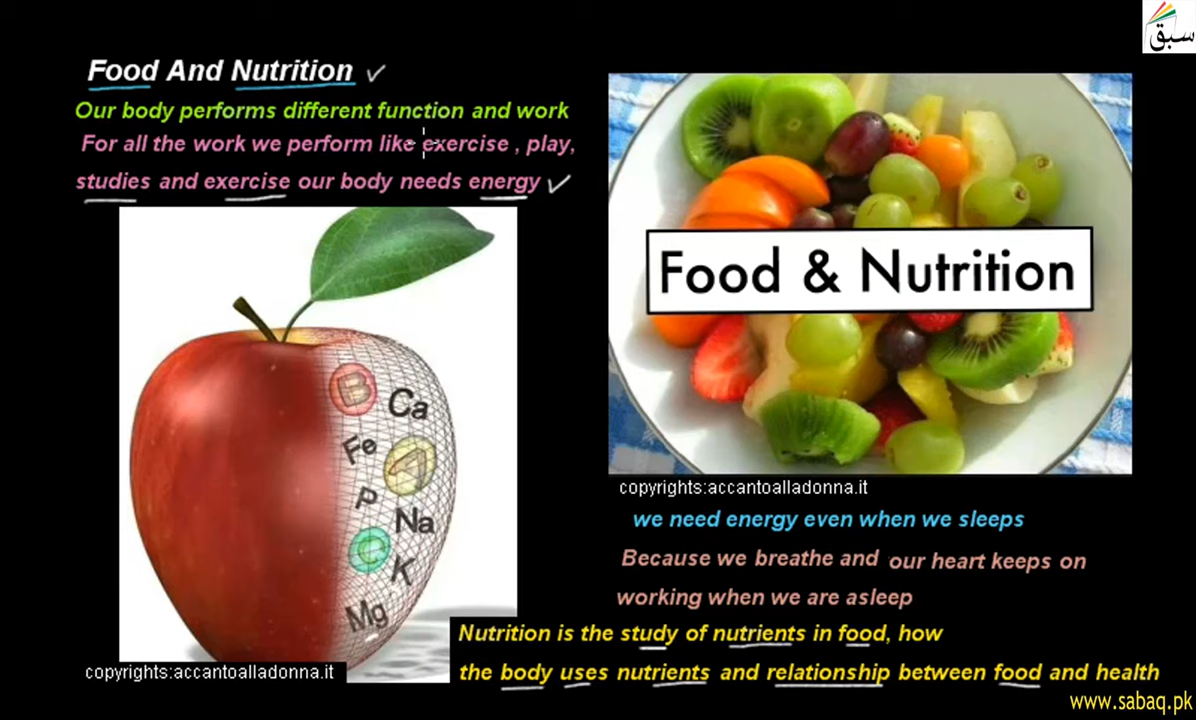 سبق
Food And Nutrition
Our body performs different function and work
For all the work we perform like exercise , play,
studies and exercise our body needs energy
B
Ca
Fe
A
P
Na
C
K
Mg
copyrights:accantoalladonna.it
Food & Nutrition
copyrights:accantoalladonna.it
we need energy even when we sleeps
Because we breathe and our heart keeps on
working when we are asleep
Nutrition is the study of nutrients in food, how
the body uses nutrients and relationship between food and health
www.sabaq.pk